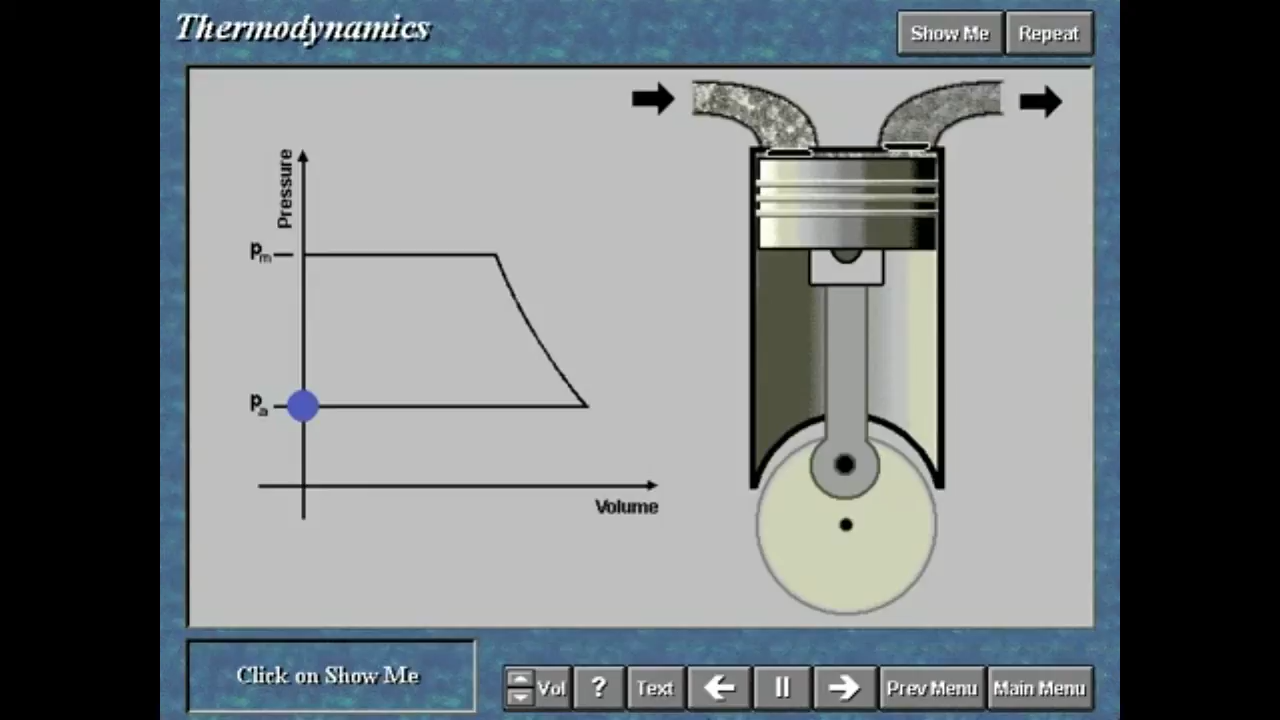 Thermodynamics
Show Me
Repeat
Pressure
pm
pa
Volume
Click on Show Me
Vol
?
Text
Prev Menu
Main Menu